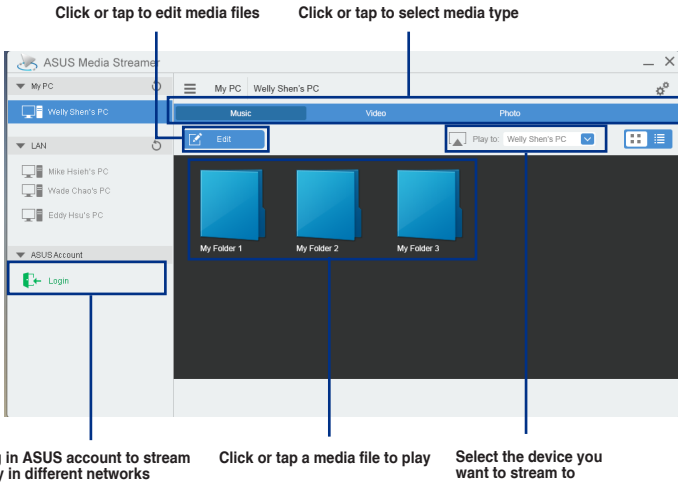 Click or tap to edit media files
Click or tap to select media type
ASUS Media Streamer
My PC
My PC Welly Shen's PC
Welly Shen's PC
Music Video Photo
Edit
Play to: Welly Shen's PC
LAN
Mike Hsieh's PC
Wade Chao's PC
Eddy Hsu's PC
My Folder 1 My Folder 2 My Folder 3
ASUS Account
Login
in ASUS account to stream
in different networks
Click or tap a media file to play
Select the device you
want to stream to